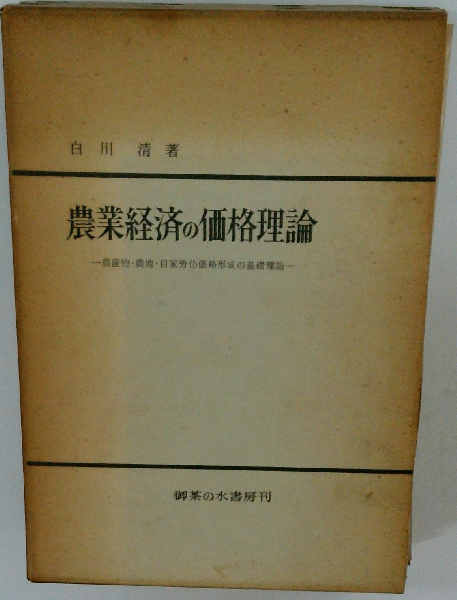 白川 清著
農業経済の価格理論
―農産物・農地・自家労働価格形成の基礎理論―
御茶の水書房刊